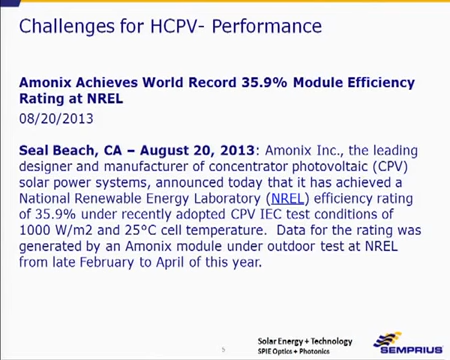 Challenges for HCPV- Performance
Amonix Achieves World Record 35.9% Module Efficiency
Rating at NREL
08/20/2013
Seal Beach, CA – August 20, 2013: Amonix Inc., the leading
designer and manufacturer of concentrator photovoltaic (CPV)
solar power systems, announced today that it has achieved a
National Renewable Energy Laboratory (NREL) efficiency rating
of 35.9% under recently adopted CPV IEC test conditions of
1000 W/m2 and 25°C cell temperature.  Data for the rating was
generated by an Amonix module under outdoor test at NREL
from late February to April of this year.
5
Solar Energy + Technology
SPIE Optics + Photonics
SEMPRIUS